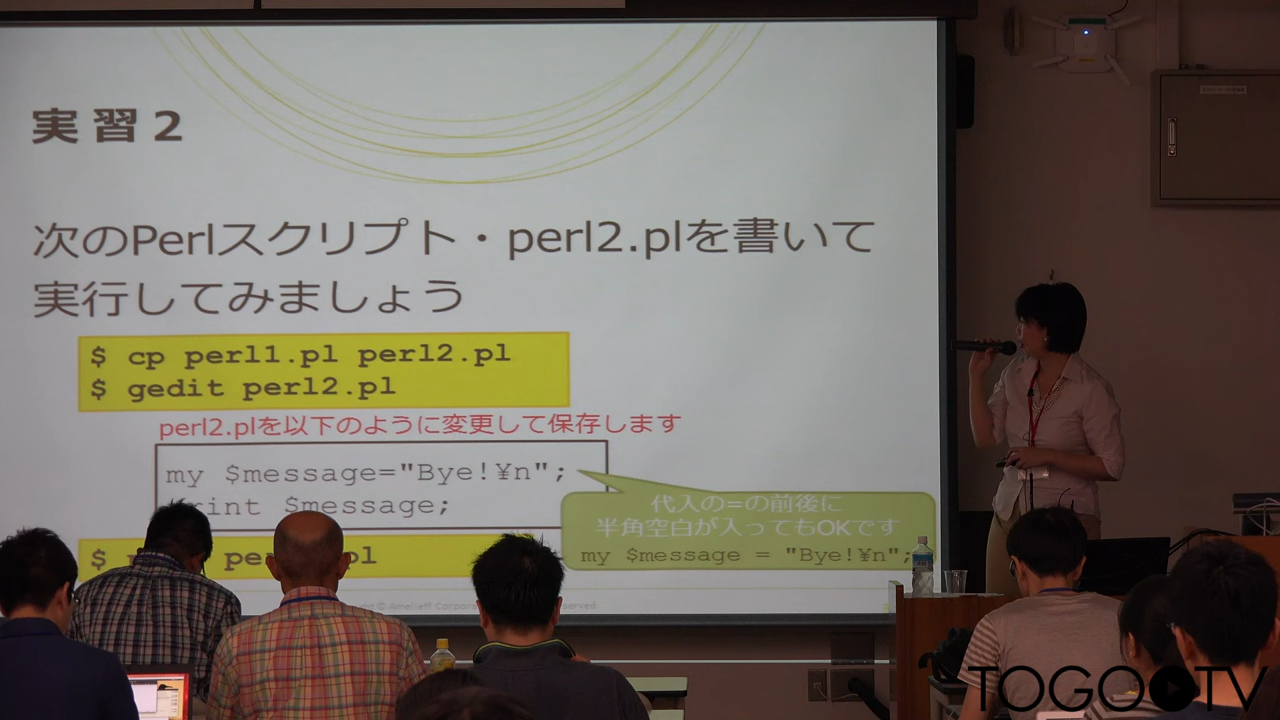 実習2
次のPerlスクリプト・perl2.plを書いて
実行してみましょう
$ cp perl1.pl perl2.pl
$ gedit perl2.pl
perl2.plを以下のように変更して保存します
my $message="Bye!¥n";
print $message;
代入の=の前後に
半角空白が入ってもOKです
my $message = "Bye!¥n";
$ pl
© Amelieff
TOGOTV